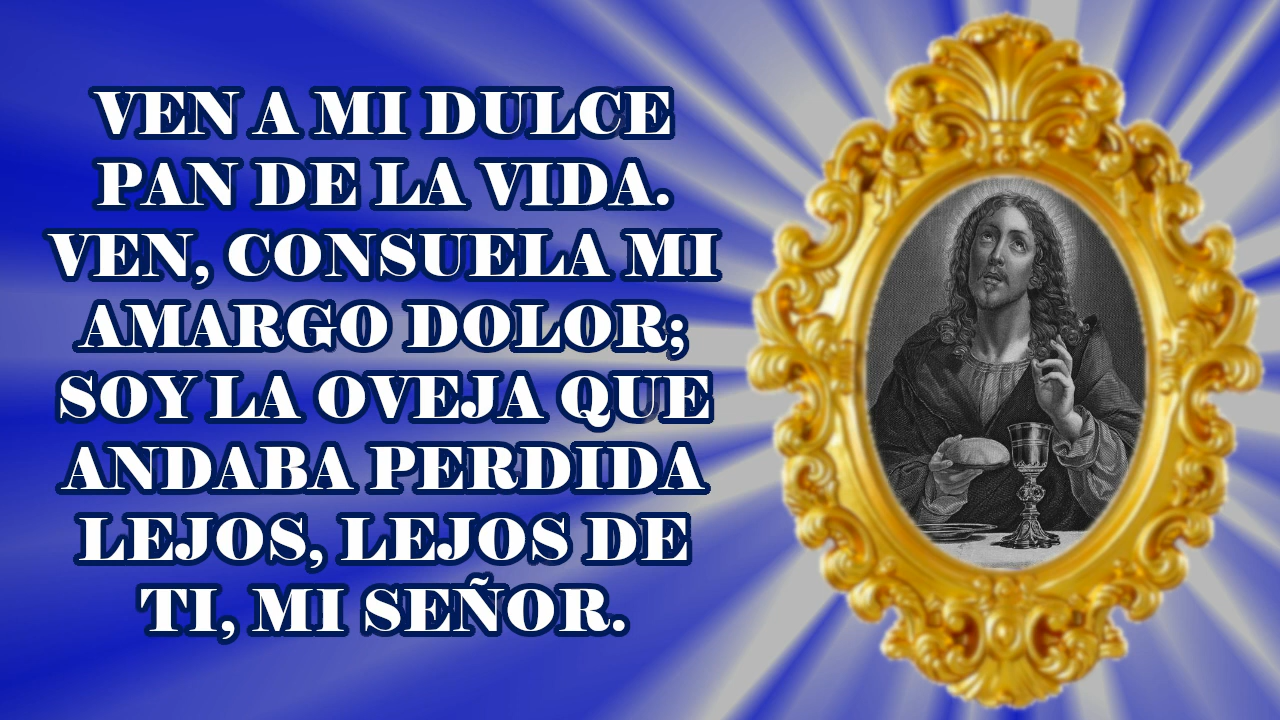 VEN A MI DULCE
PAN DE LA VIDA.
VEN, CONSUELA MI
AMARGO DOLOR;
SOY LA OVEJA QUE
ANDABA PERDIDA
LEJOS, LEJOS DE
TI, MI SEÑOR.